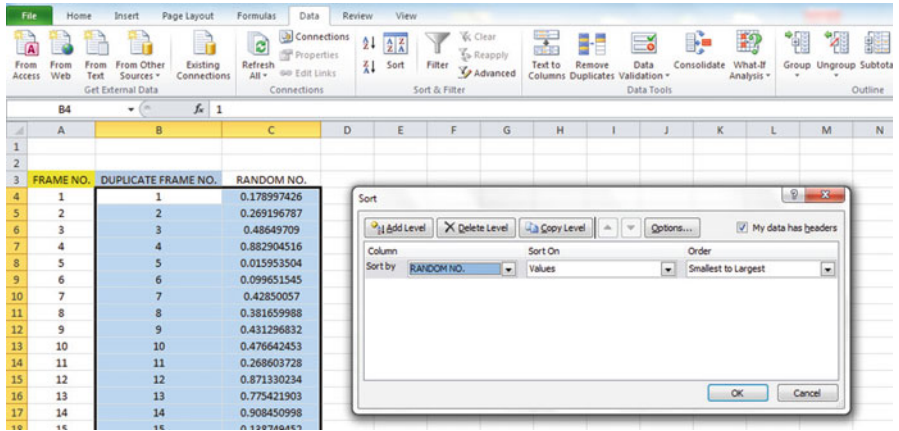 File Home Insert Page Layout Formulas Data Review View
From Access From Web From Text From Other Sources Existing Connections Refresh All Connections Properties Edit Links Sort Filter Clear Reapply Advanced Text to Columns Remove Duplicates Data Validation Consolidate What-If Analysis Group Ungroup Subtota
Get External Data Connections Sort & Filter Data Tools Outline
B4 fx 1
A B C D E F G H I J K L M N
1
2
3 FRAME NO. DUPLICATE FRAME NO. RANDOM NO.
4 1 1 0.178997426
5 2 2 0.269196787
6 3 3 0.48649709
7 4 4 0.882904516
8 5 5 0.015953504
9 6 6 0.099651545
10 7 7 0.42850057
11 8 8 0.381659988
12 9 9 0.431296832
13 10 10 0.476642453
14 11 11 0.268603728
15 12 12 0.871330234
16 13 13 0.775421903
17 14 14 0.908450998
18 15 15 0.138749452
Sort
Add Level Delete Level Copy Level Options... My data has headers
Column Sort On Order
Sort by RANDOM NO. Values Smallest to Largest
OK Cancel